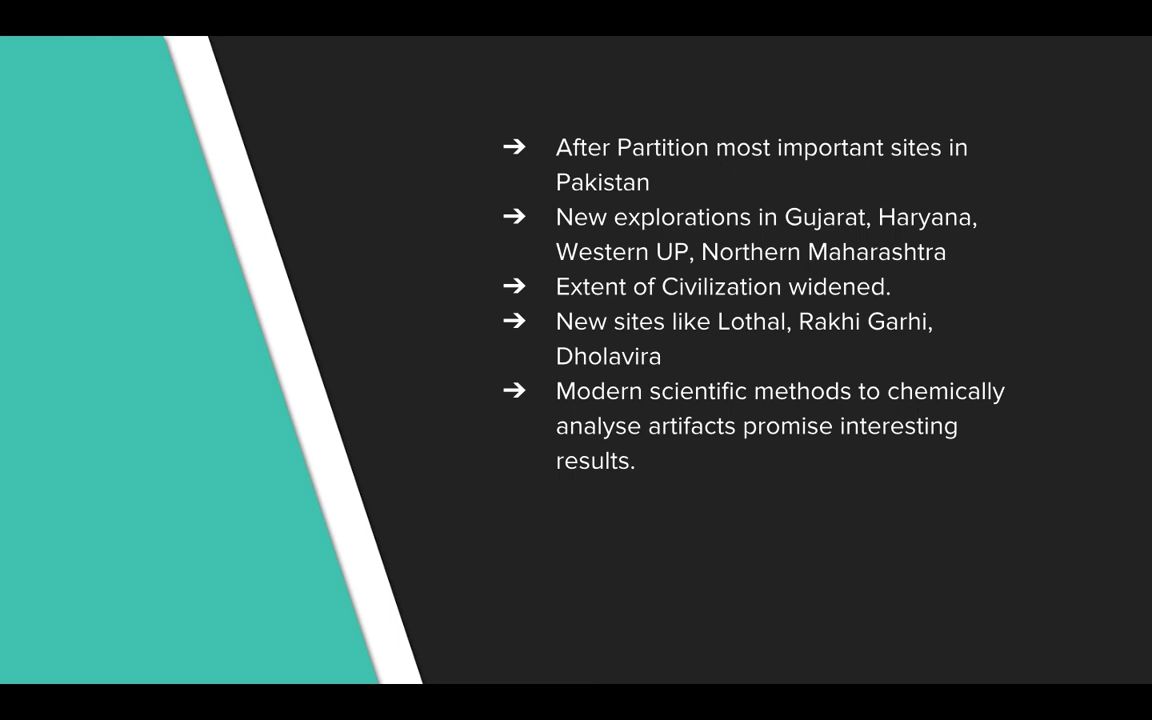 ➔ After Partition most important sites in
Pakistan
➔ New explorations in Gujarat, Haryana,
Western UP, Northern Maharashtra
➔ Extent of Civilization widened.
➔ New sites like Lothal, Rakhi Garhi,
Dholavira
➔ Modern scientific methods to chemically
analyse artifacts promise interesting
results.